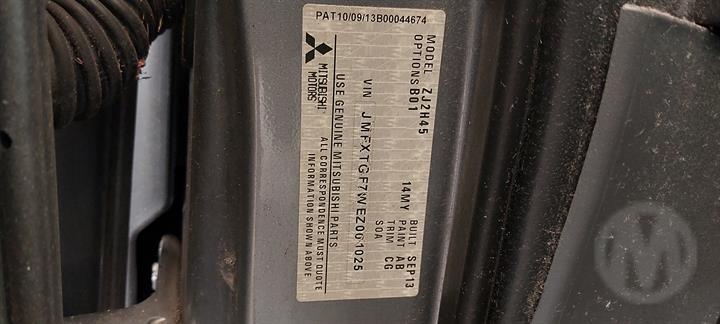 PAT10/09/13B00044674
MODEL ZJ2H45
OPTIONS B01
14MY
BUILT SEP13
PAINT AB
TRIM CG
SOA
VIN JMFXTGF7WEZ001025
USE GENUINE MITSUBISHI PARTS
ALL CORRESPONDENCE MUST QUOTE
INFORMATION SHOWN ABOVE
MITSUBISHI
MOTORS
M